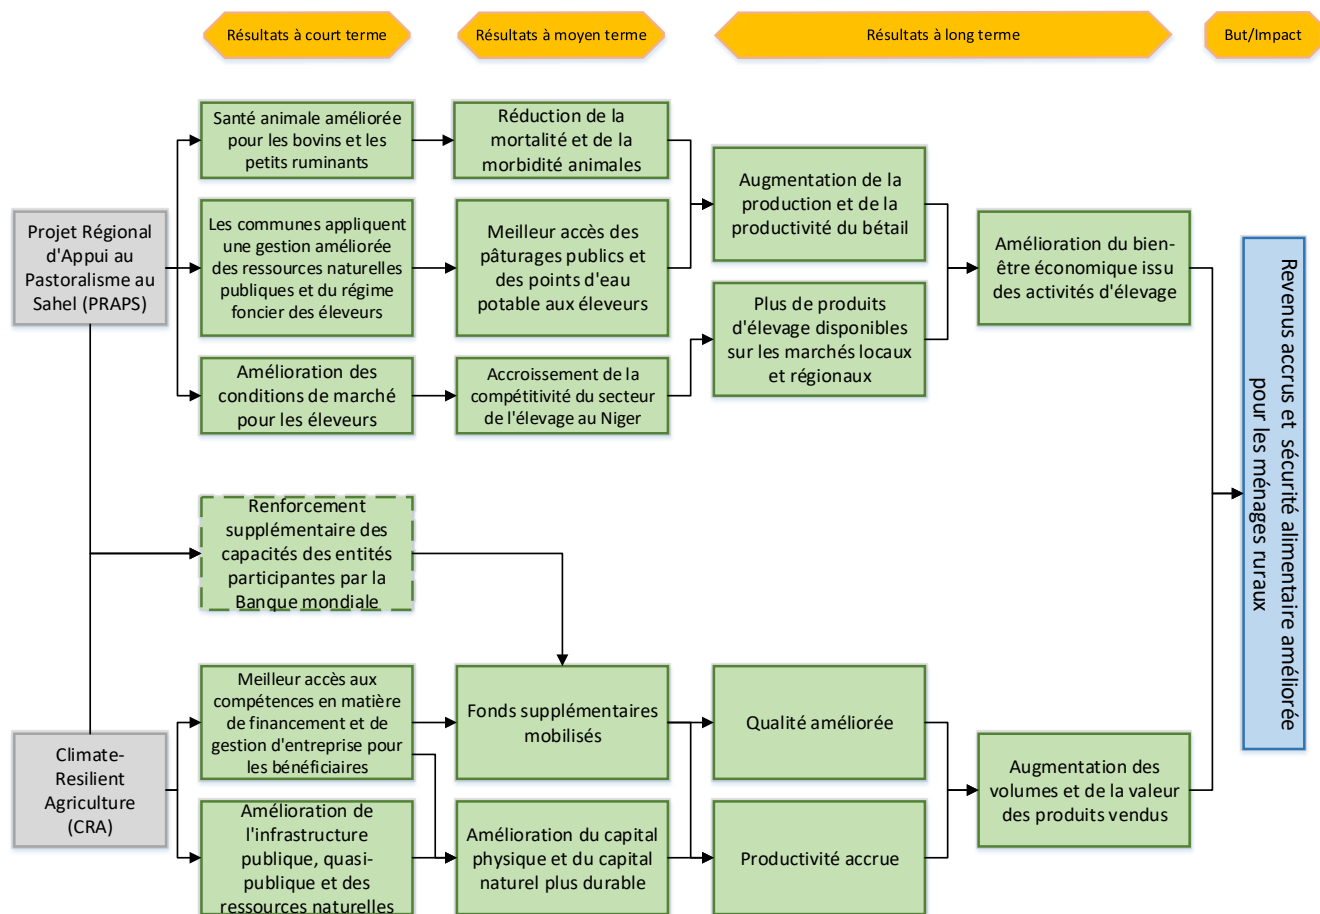 Résultats à court terme
Résultats à moyen terme
Résultats à long terme
But/Impact
Projet Régional
d'Appui au
Pastoralisme au
Sahel (PRAPS)
Santé animale améliorée
pour les bovins et les
petits ruminants
Réduction de la
mortalité et de la
morbidité animales
Les communes appliquent
une gestion améliorée
des ressources naturelles
publiques et du régime
foncier des éleveurs
Meilleur accès des
pâturages publics et
des points d'eau
potable aux éleveurs
Amélioration des
conditions de marché
pour les éleveurs
Accroissement de la
compétitivité du secteur
de l'élevage au Niger
Augmentation de la
production et de la
productivité du bétail
Plus de produits
d'élevage disponibles
sur les marchés locaux
et régionaux
Amélioration du bien-
être économique issu
des activités d'élevage
Renforcement
supplémentaire des
capacités des entités
participantes par la
Banque mondiale
Climate-
Resilient
Agriculture
(CRA)
Meilleur accès aux
compétences en matière
de financement et de
gestion d'entreprise pour
les bénéficiaires
Fonds supplémentaires
mobilisés
Qualité améliorée
Amélioration de
l'infrastructure
publique, quasi-
publique et des
ressources naturelles
Amélioration du capital
physique et du capital
naturel plus durable
Productivité accrue
Augmentation des
volumes et de la valeur
des produits vendus
Revenus accrus et sécurité alimentaire améliorée
pour les ménages ruraux